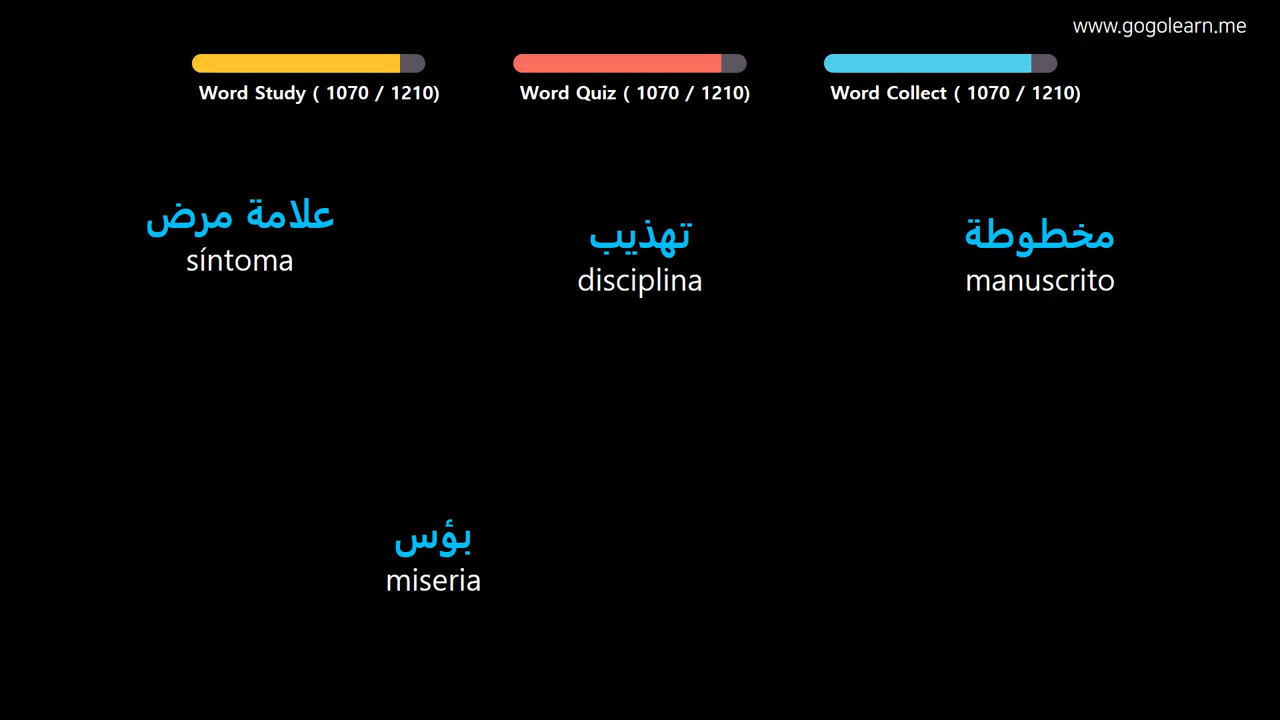 www.gogolearn.me
Word Study ( 1070 / 1210)
Word Quiz ( 1070 / 1210)
Word Collect ( 1070 / 1210)
علامة مرض
síntoma
تهذيب
disciplina
مخطوطة
manuscrito
بؤس
miseria